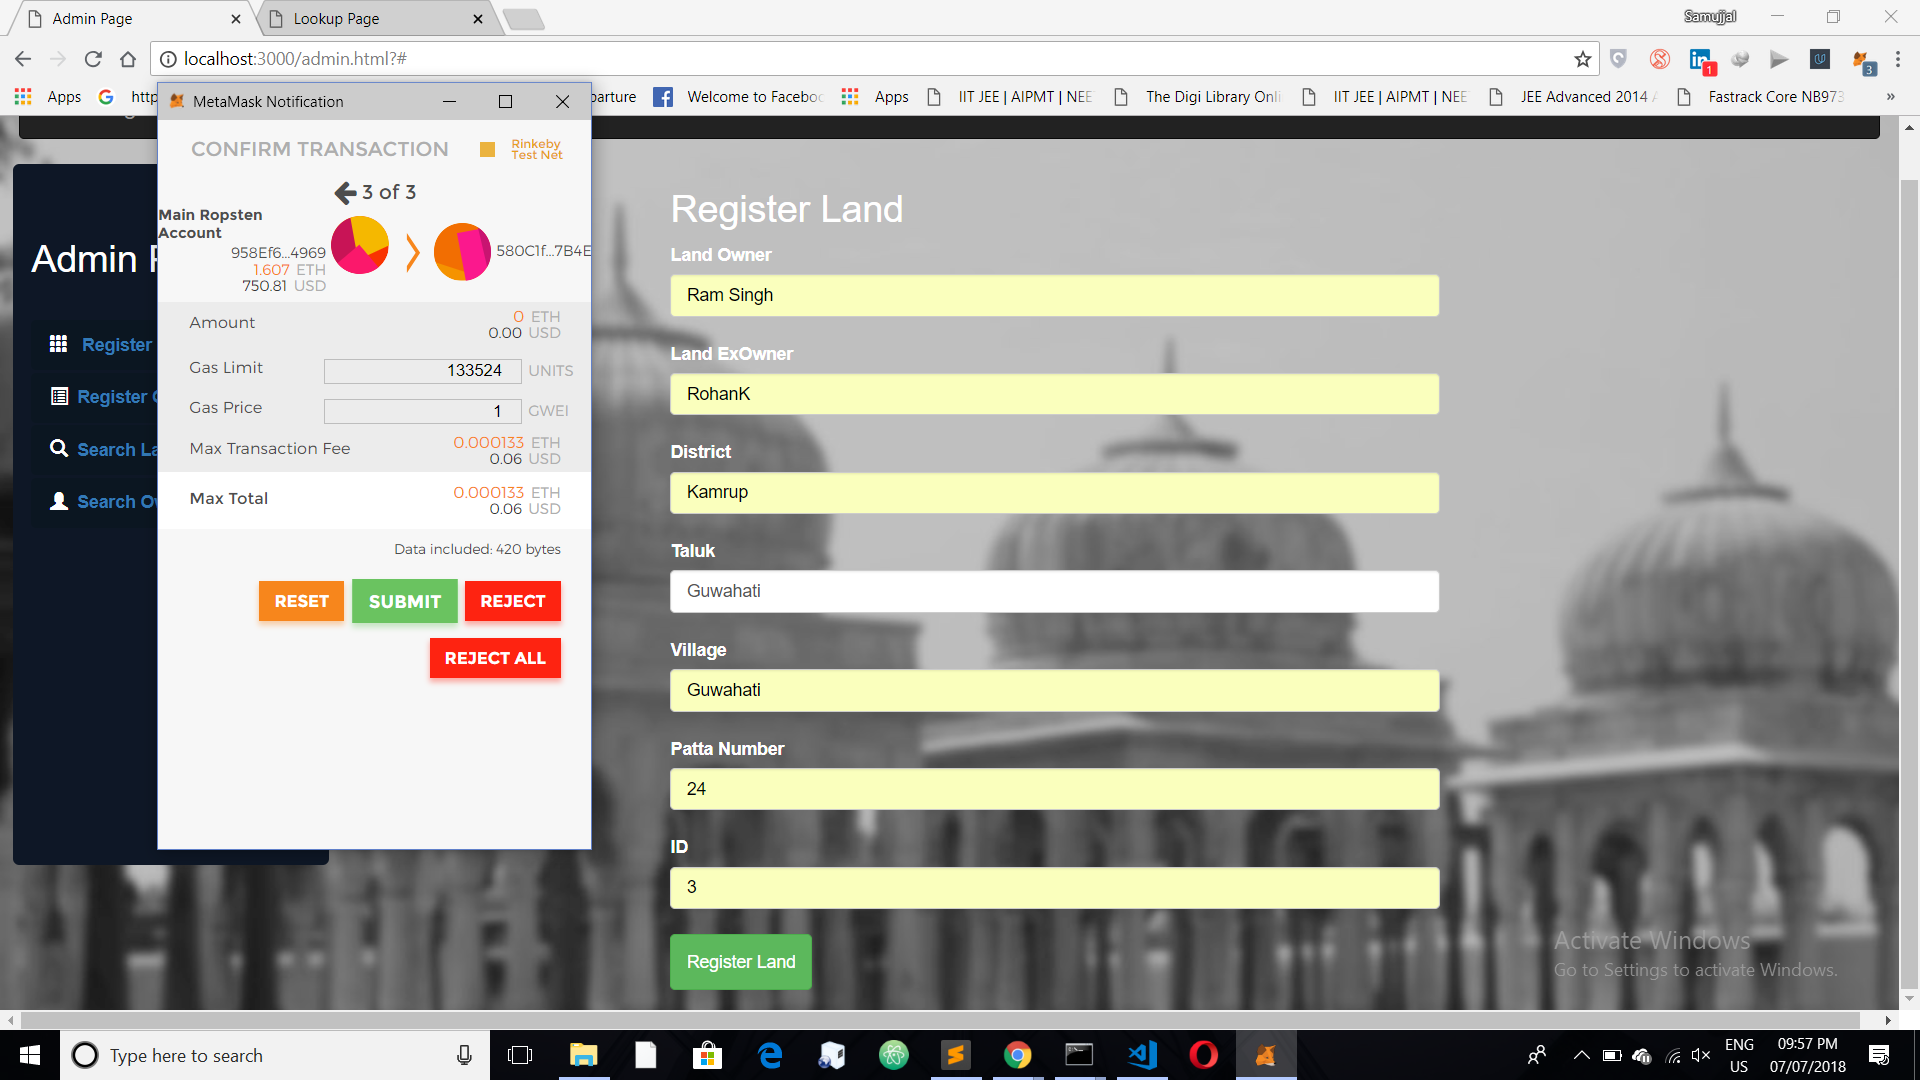 Admin Page
Lookup Page
Samujjal
localhost:3000/admin.html?#
1
3
Apps
http
parture
Welcome to Faceboo
Apps
IIT JEE | AIPMT | NEE
The Digi Library Onli
IIT JEE | AIPMT | NEE
JEE Advanced 2014
Fastrack Core NB973
»
MetaMask Notification
CONFIRM TRANSACTION
Rinkeby
Test Net
3 of 3
Main Ropsten
Account
958Ef6...4969
1.607 ETH
750.81 USD
580C1f...7B4E
Amount
0 ETH
0.00 USD
Gas Limit
133524 UNITS
Gas Price
1 GWEI
Max Transaction Fee
0.000133 ETH
0.06 USD
Max Total
0.000133 ETH
0.06 USD
Data included: 420 bytes
RESET
SUBMIT
REJECT
REJECT ALL
Admin P
Register
Register
Search La
Search Ow
Register Land
Land Owner
Ram Singh
Land ExOwner
RohanK
District
Kamrup
Taluk
Guwahati
Village
Guwahati
Patta Number
24
ID
3
Register Land
Activate Windows
Go to Settings to activate Windows.
Type here to search
ENG
US
09:57 PM
07/07/2018